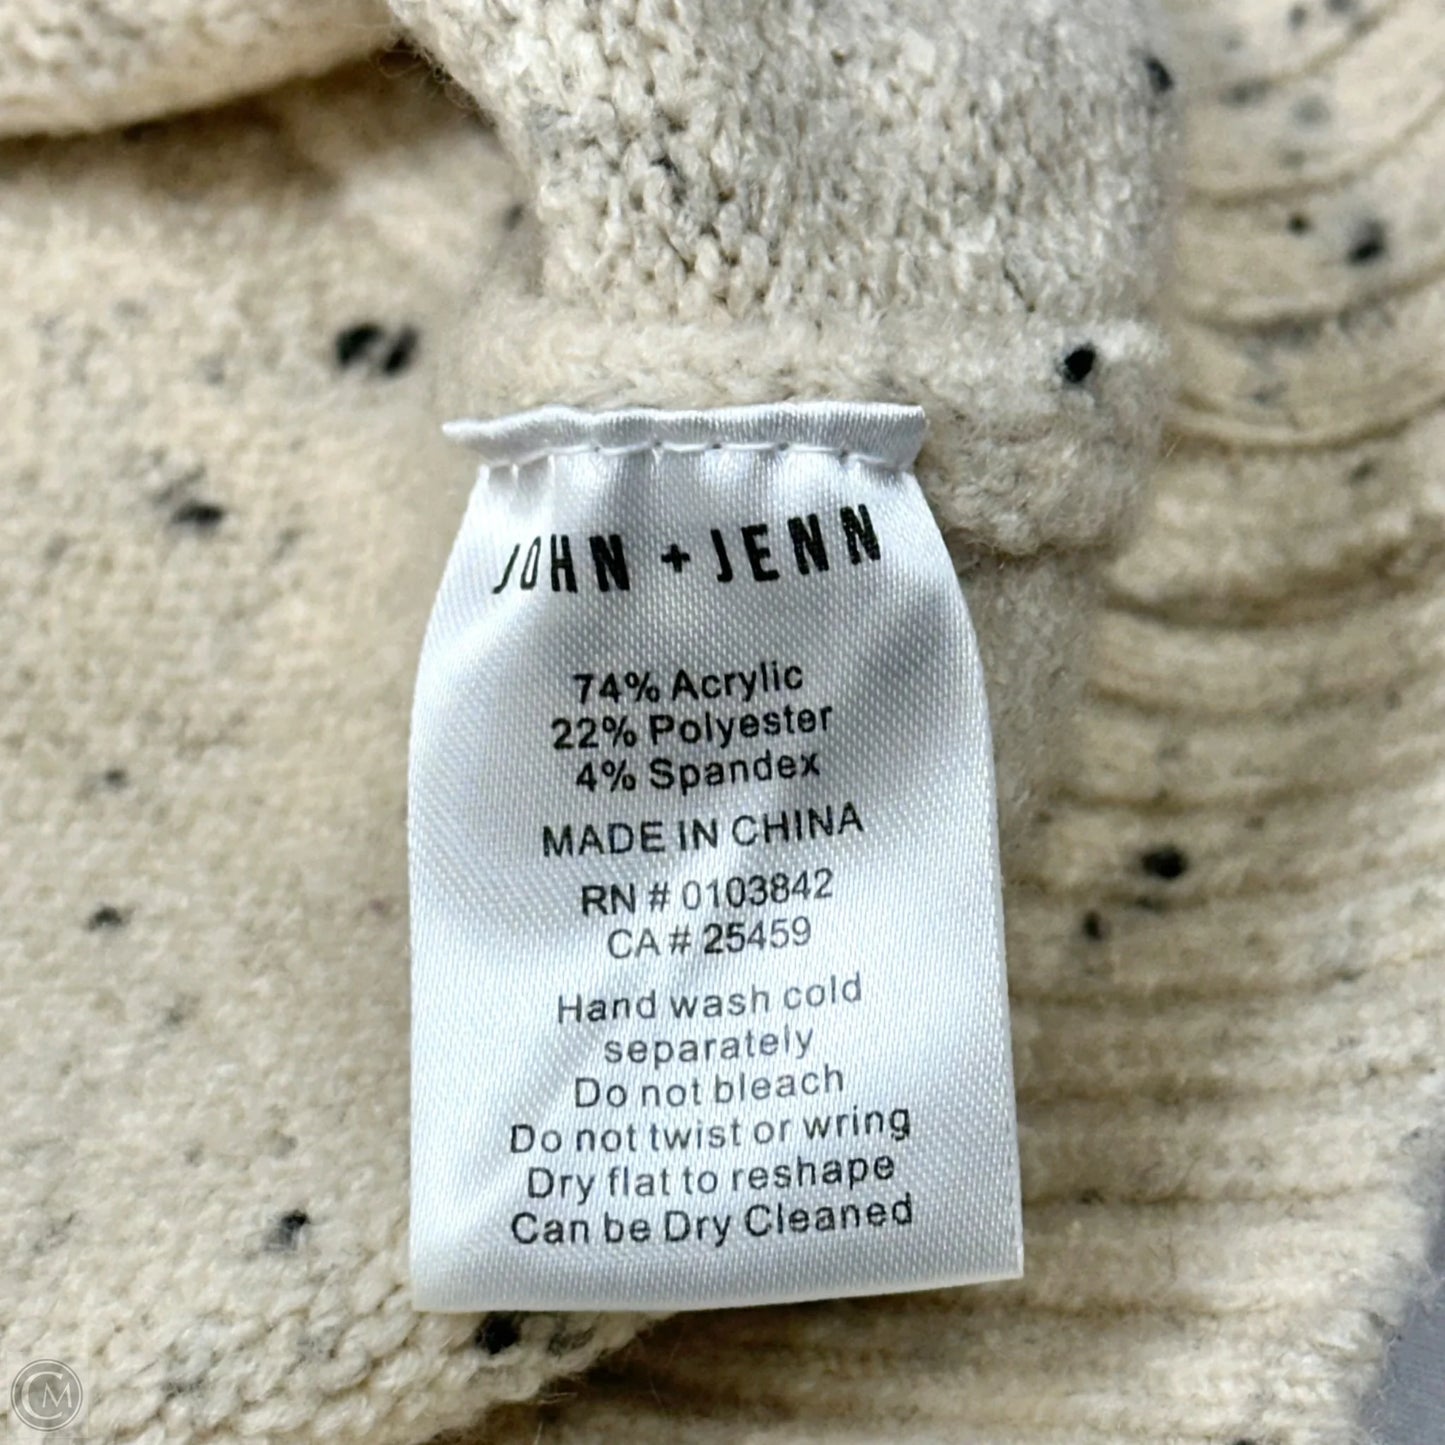 JOHN + JENN
74% Acrylic
22% Polyester
4% Spandex
MADE IN CHINA
RN # 0103842
CA # 25459
Hand wash cold
separately
Do not bleach
Do not twist or wring
Dry flat to reshape
Can be Dry Cleaned
CM